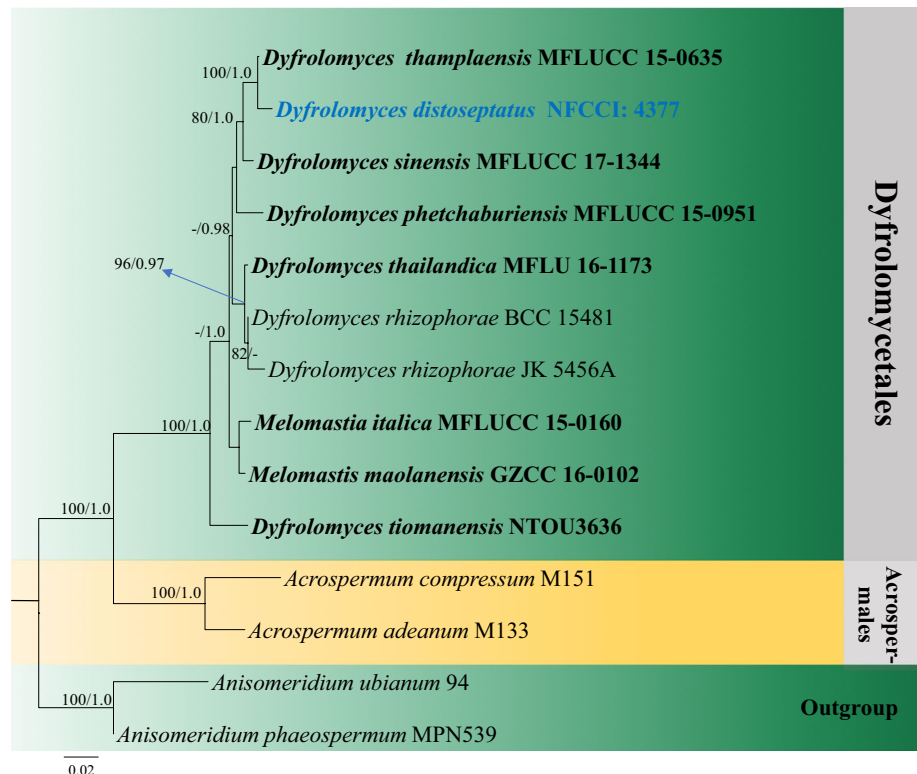 Dyfrolomyces thamplaensis MFLUCC 15-0635
100/1.0
Dyfrolomyces distoseptatus NFCCI: 4377
80/1.0
Dyfrolomyces sinensis MFLUCC 17-1344
Dyfrolomyces phetchaburiensis MFLUCC 15-0951
-/0.98
96/0.97
Dyfrolomyces thailandica MFLU 16-1173
Dyfrolomyces rhizophorae BCC 15481
-/1.0
82/-
Dyfrolomyces rhizophorae JK 5456A
Melomastia italica MFLUCC 15-0160
100/1.0
Melomastis maolanensis GZCC 16-0102
100/1.0
Dyfrolomyces tiomanensis NTOU3636
Dyfrolomycetales
Acrospermum compressum M151
100/1.0
Acrospermum adeanum M133
Acrosper-
males
Anisomeridium ubianum 94
100/1.0
Anisomeridium phaeospermum MPN539
Outgroup
0.02